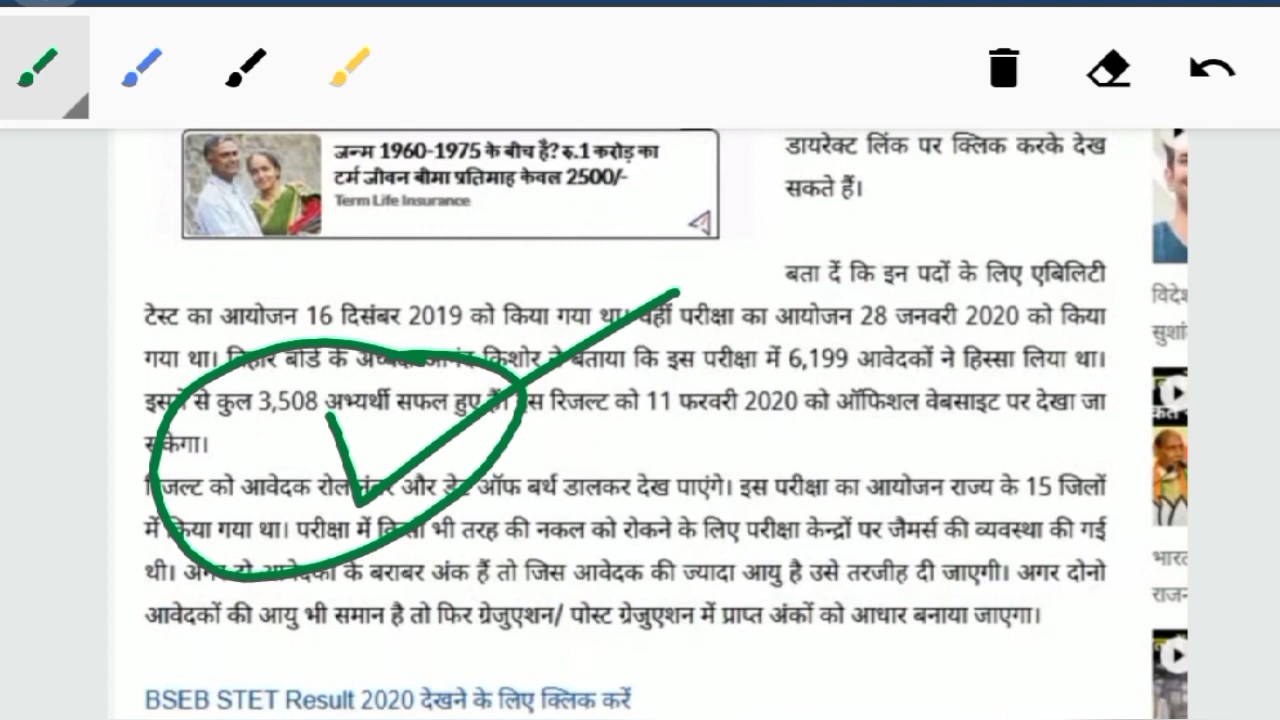 जन्म 1960-1975 के बीच है? रु.1 करोड़ का
टर्म जीवन बीमा प्रतिमाह केवल 2500/-
Term Life Insurance
डायरेक्ट लिंक पर क्लिक करके देख
सकते हैं।
बता दें कि इन पदों के लिए एबिलिटी
टेस्ट का आयोजन 16 दिसंबर 2019 को किया गया था। वहीं परीक्षा का आयोजन 28 जनवरी 2020 को किया
गया था। बिहार बोर्ड के अध्यक्ष आनंद किशोर ने बताया कि इस परीक्षा में 6,199 आवेदकों ने हिस्सा लिया था।
इसमें से कुल 3,508 अभ्यर्थी सफल हुए हैं। इस रिजल्ट को 11 फरवरी 2020 को ऑफिशल वेबसाइट पर देखा जा
सकेगा।
रिजल्ट को आवेदक रोल नंबर और डेट ऑफ बर्थ डालकर देख पाएंगे। इस परीक्षा का आयोजन राज्य के 15 जिलों
में किया गया था। परीक्षा में किसी भी तरह की नकल को रोकने के लिए परीक्षा केन्द्रों पर जैमर्स की व्यवस्था की गई
थी। अगर दो आवेदकों के बराबर अंक हैं तो जिस आवेदक की ज्यादा आयु है उसे तरजीह दी जाएगी। अगर दोनो
आवेदकों की आयु भी समान है तो फिर ग्रेजुएशन/ पोस्ट ग्रेजुएशन में प्राप्त अंकों को आधार बनाया जाएगा।
BSEB STET Result 2020 देखने के लिए क्लिक करें
विदेश
सुशां
भारत
राजन